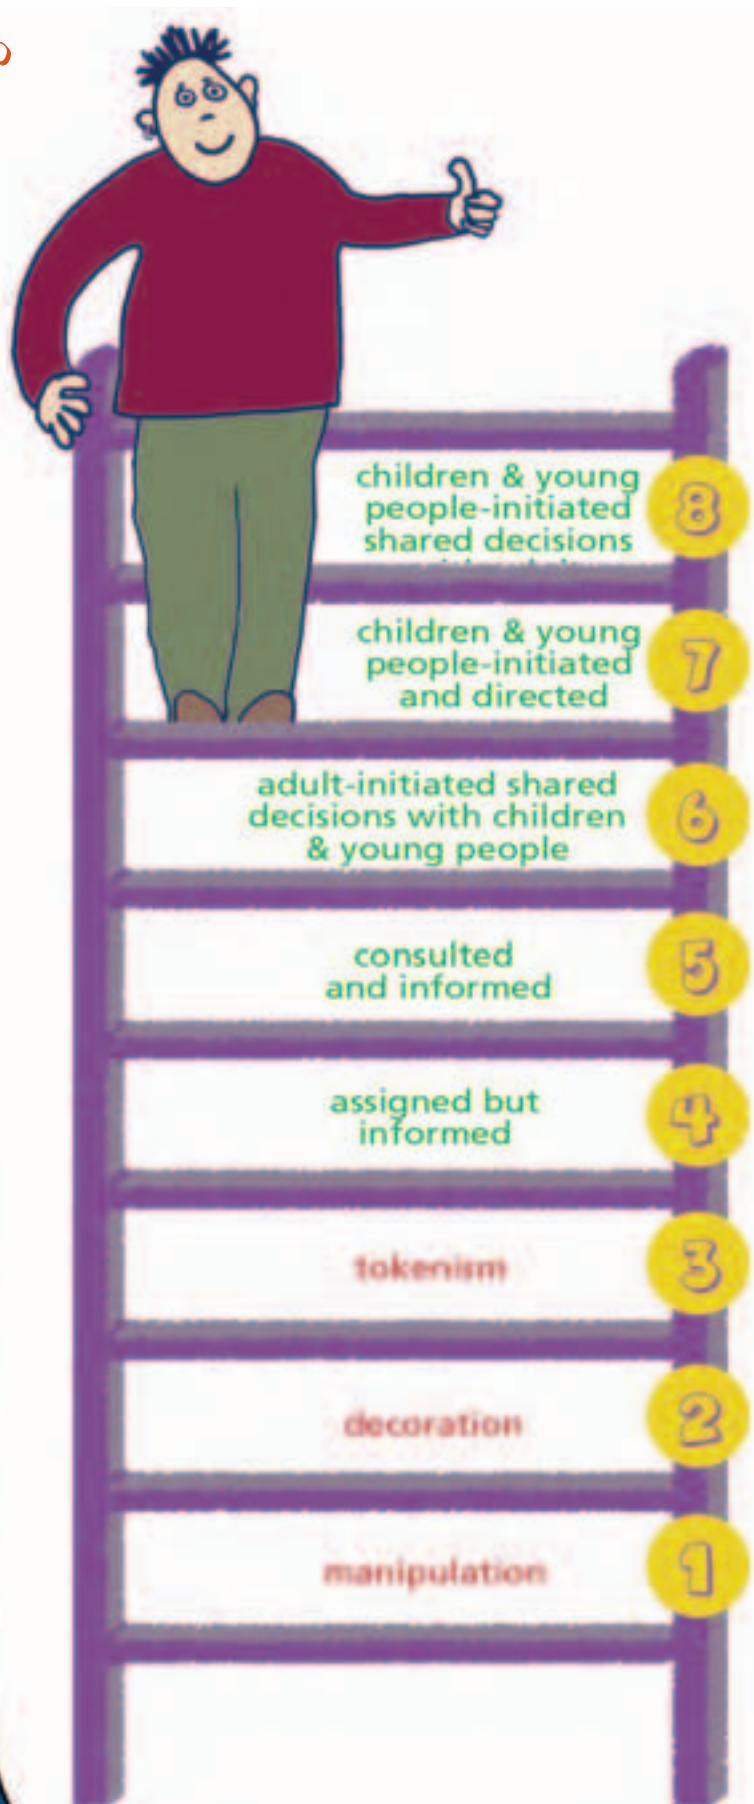 children & young
people-initiated
shared decisions
8
children & young
people-initiated
and directed
7
adult-initiated shared
decisions with children
& young people
6
consulted
and informed
5
assigned but
informed
4
tokenism
3
decoration
2
manipulation
1